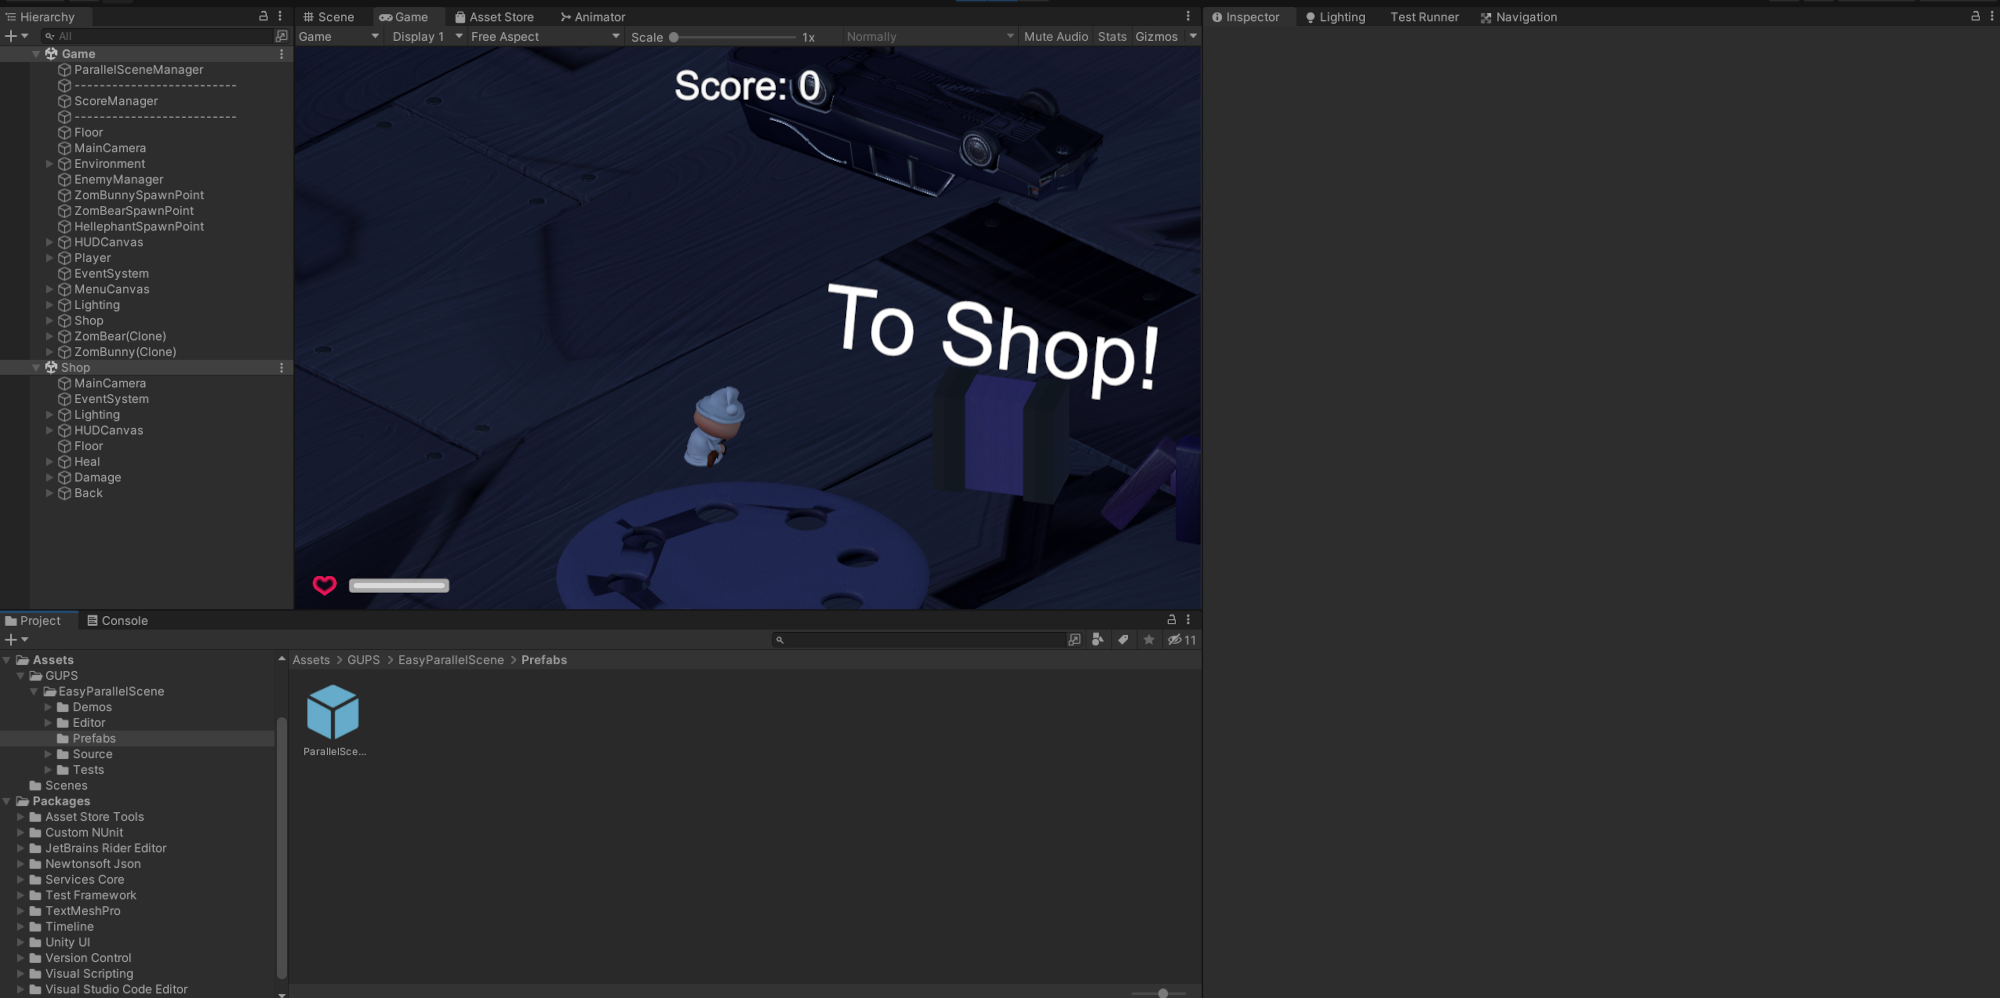 Hierarchy
All
Game
ParallelSceneManager
--------------------------
ScoreManager
--------------------------
Floor
MainCamera
Environment
EnemyManager
ZomBunnySpawnPoint
ZomBearSpawnPoint
HellephantSpawnPoint
HUDCanvas
Player
EventSystem
MenuCanvas
Lighting
Shop
ZomBear(Clone)
ZomBunny(Clone)
Shop
MainCamera
EventSystem
Lighting
HUDCanvas
Floor
Heal
Damage
Back
Scene Game Asset Store Animator
Game Display 1 Free Aspect Scale 1x Normally Mute Audio Stats Gizmos
Score: 0
To Shop!
Inspector Lighting Test Runner Navigation
Project Console
11
Assets
GUPS
EasyParallelScene
Demos
Editor
Prefabs
Source
Tests
Scenes
Packages
Asset Store Tools
Custom NUnit
JetBrains Rider Editor
Newtonsoft Json
Services Core
Test Framework
TextMeshPro
Timeline
Unity UI
Version Control
Visual Scripting
Visual Studio Code Editor
Assets > GUPS > EasyParallelScene > Prefabs
ParallelSce...